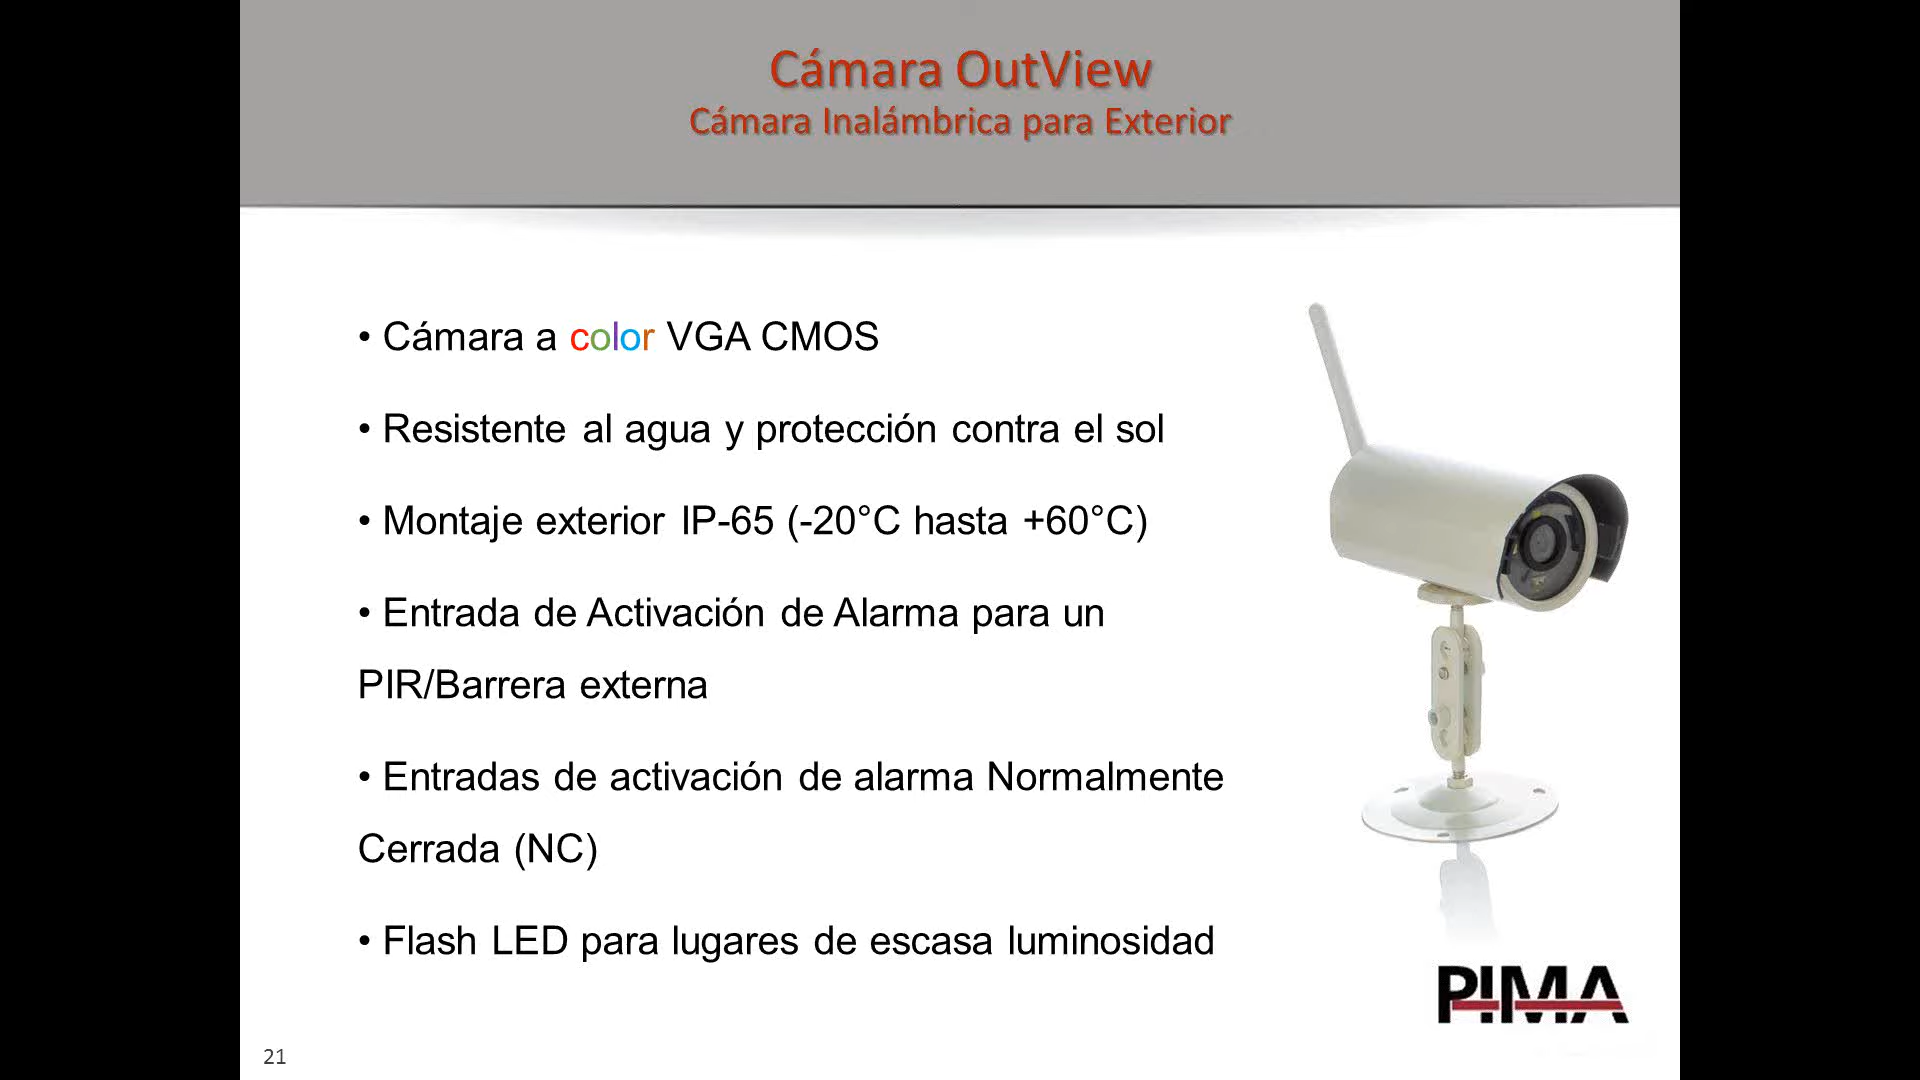 Cámara OutView
Cámara Inalámbrica para Exterior
• Cámara a color VGA CMOS
• Resistente al agua y protección contra el sol
• Montaje exterior IP-65 (-20°C hasta +60°C)
• Entrada de Activación de Alarma para un
PIR/Barrera externa
• Entradas de activación de alarma Normalmente
Cerrada (NC)
• Flash LED para lugares de escasa luminosidad
PIMA
21